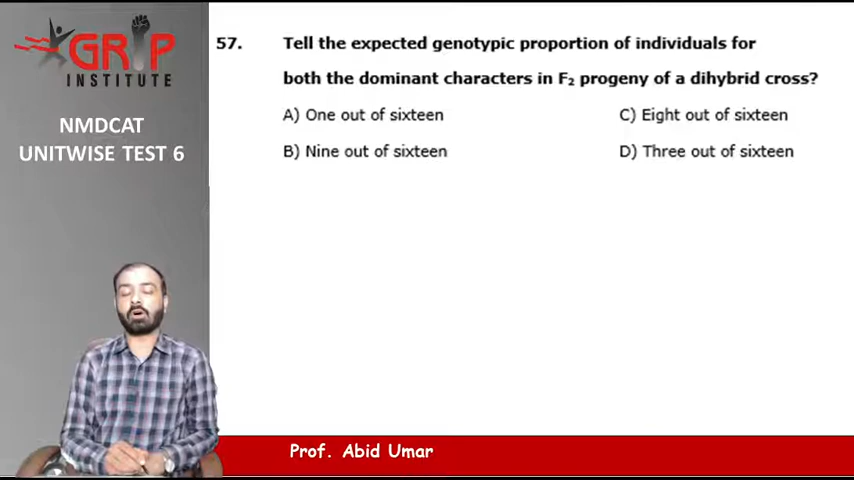 GRIP
INSTITUTE
NMDCAT
UNITWISE TEST 6
57. Tell the expected genotypic proportion of individuals for
both the dominant characters in F₂ progeny of a dihybrid cross?
A) One out of sixteen
C) Eight out of sixteen
B) Nine out of sixteen
D) Three out of sixteen
Prof. Abid Umar